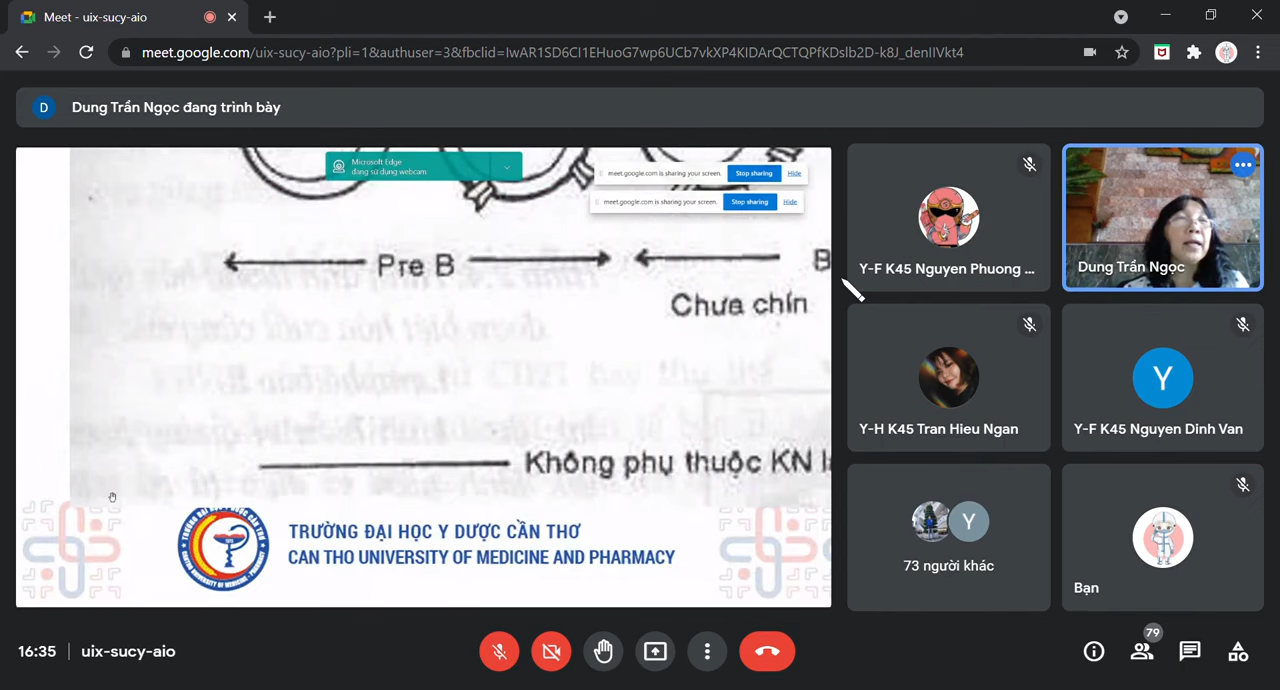 Meet - uix-sucy-aio
meet.google.com/uix-sucy-aio?pli=1&authuser=3&fbclid=IwAR1SD6CI1EHuoG7wp6UCb7vkXP4KIDArQCTQPfKDslb2D-k8J_denIIVkt4
D
Dung Trần Ngọc đang trình bày
Microsoft Edge
đang sử dụng webcam
meet.google.com is sharing your screen.
Stop sharing
Hide
meet.google.com is sharing your screen.
Stop sharing
Hide
Pre B
B
Chưa chín
Không phụ thuộc KN
TRƯỜNG ĐẠI HỌC Y DƯỢC CẦN THƠ
CAN THO UNIVERSITY OF MEDICINE AND PHARMACY
Y-F K45 Nguyen Phuong ...
Dung Trần Ngọc
Y-H K45 Tran Hieu Ngan
Y
Y-F K45 Nguyen Dinh Van
Y
73 người khác
Bạn
16:35
uix-sucy-aio
79